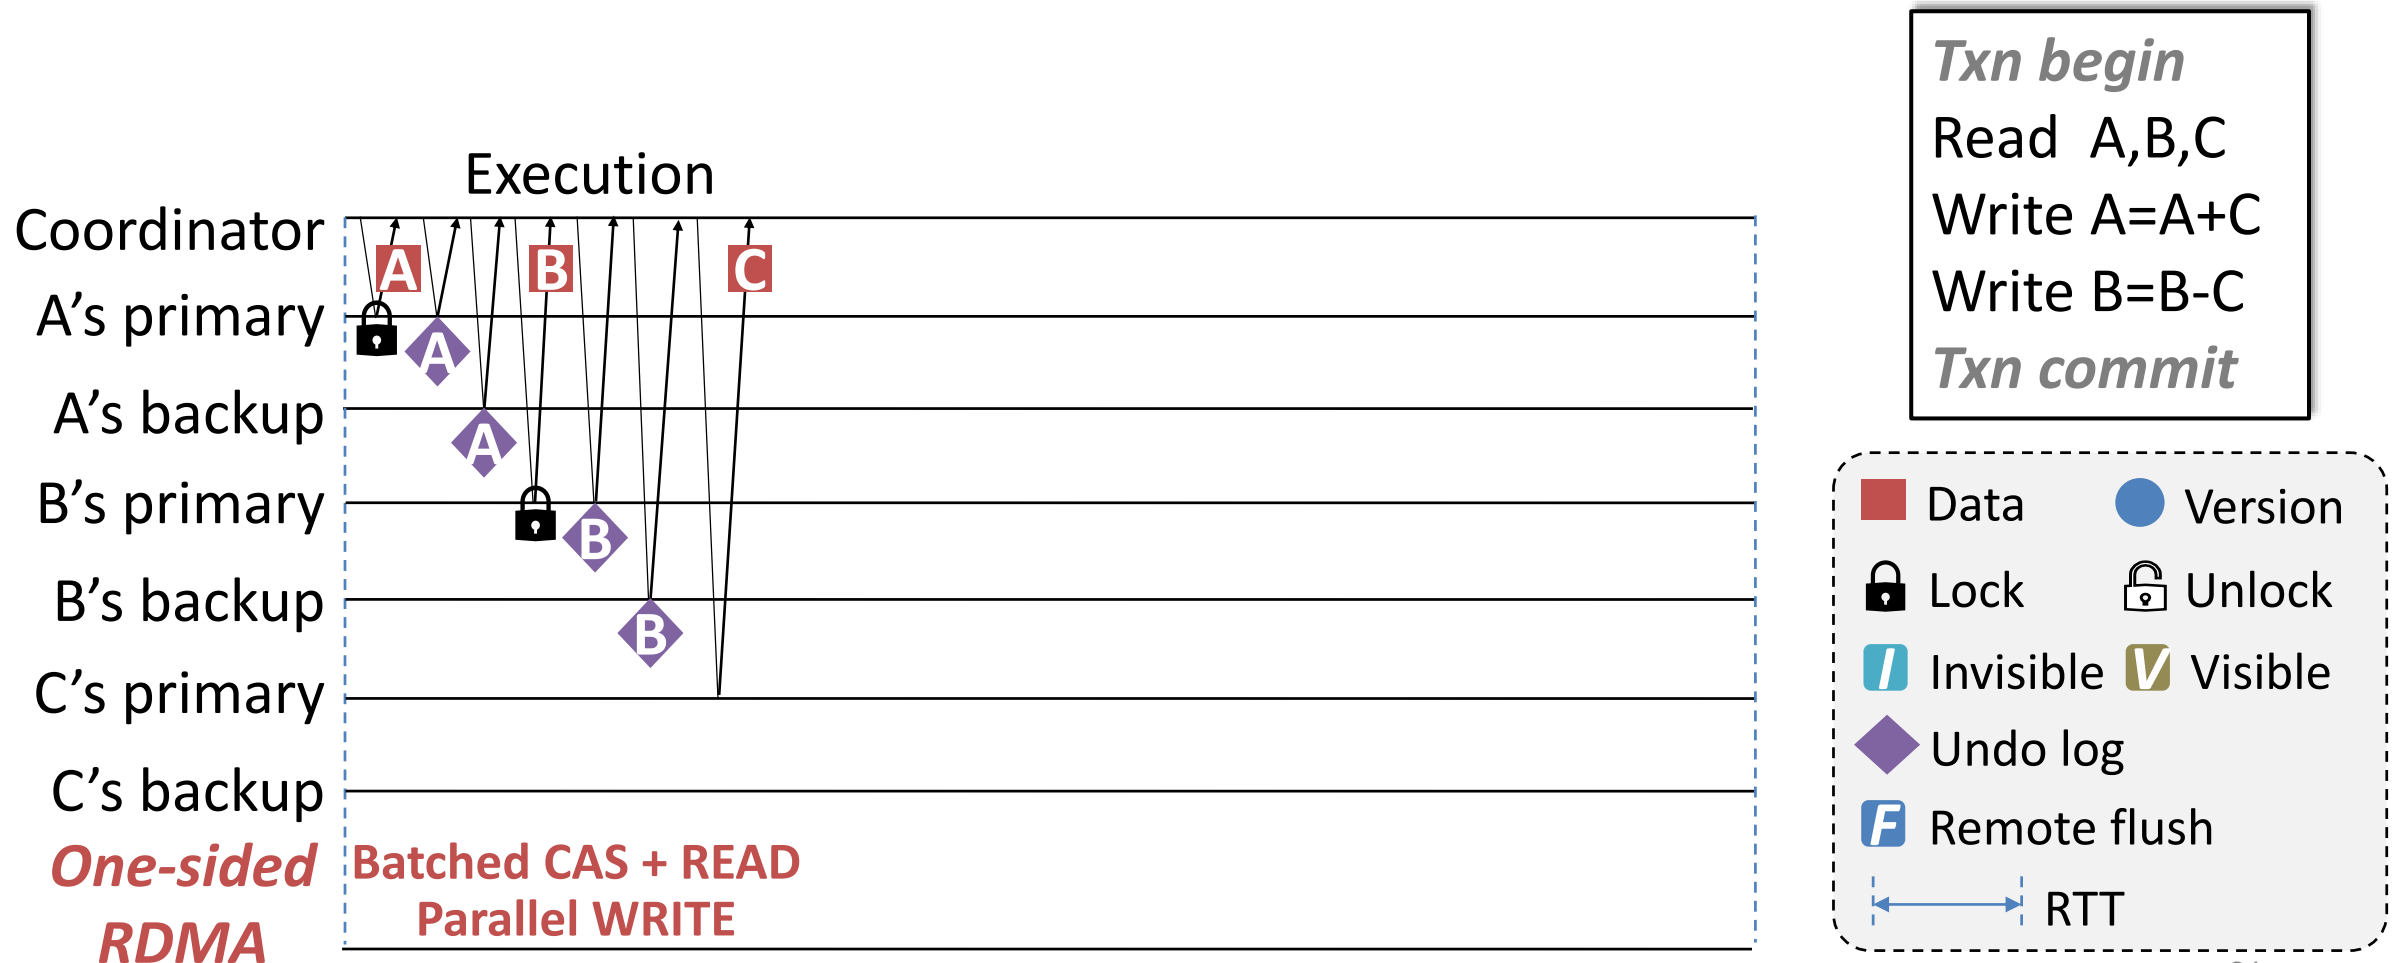 Txn begin
Read A,B,C
Write A=A+C
Write B=B-C
Txn commit
Execution
Coordinator
A B C
A's primary
A
A's backup
A
B's primary
B
B's backup
B
C's primary
C's backup
One-sided
RDMA
Batched CAS + READ
Parallel WRITE
Data
Version
Lock
Unlock
I Invisible
V Visible
Undo log
F Remote flush
RTT